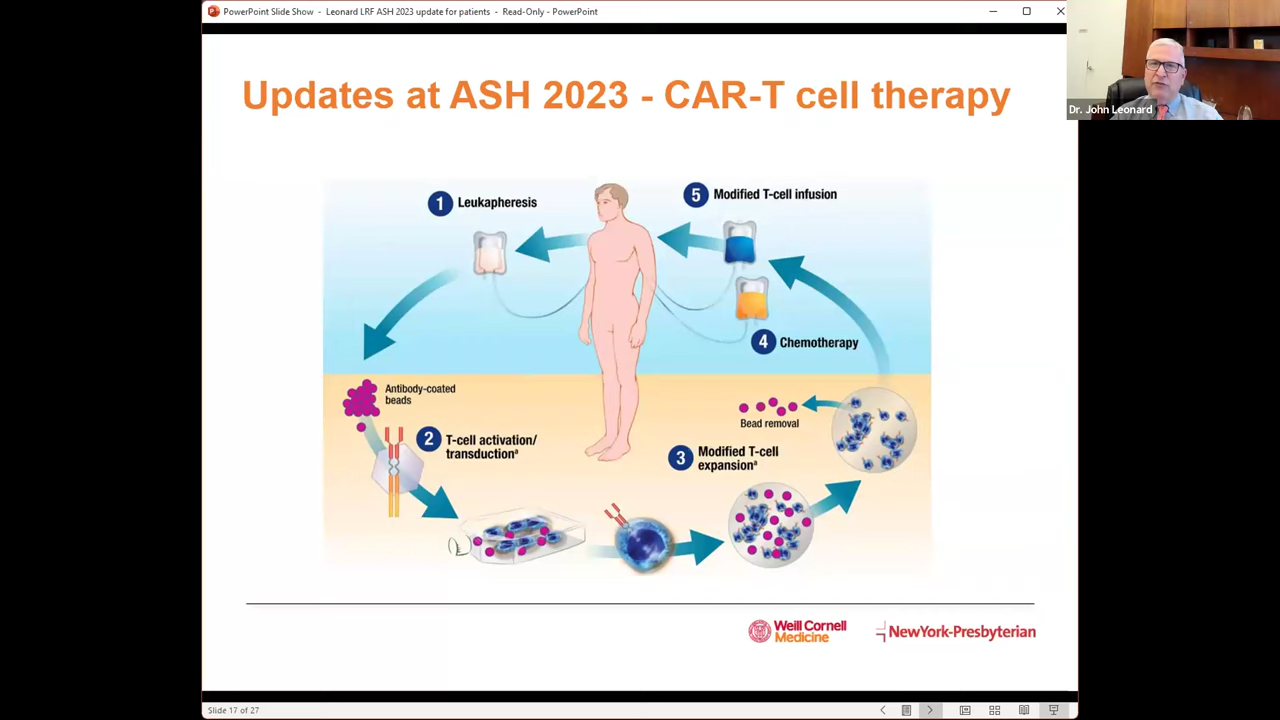 PowerPoint Slide Show - Leonard LRF ASH 2023 update for patients - Read-Only - PowerPoint
Dr. John Leonard
Updates at ASH 2023 - CAR-T cell therapy
1 Leukapheresis
5 Modified T-cell infusion
4 Chemotherapy
Antibody-coated
beads
2 T-cell activation/
transductionª
Bead removal
3 Modified T-cell
expansionª
Weill Cornell
Medicine
NewYork-Presbyterian
Slide 17 of 27